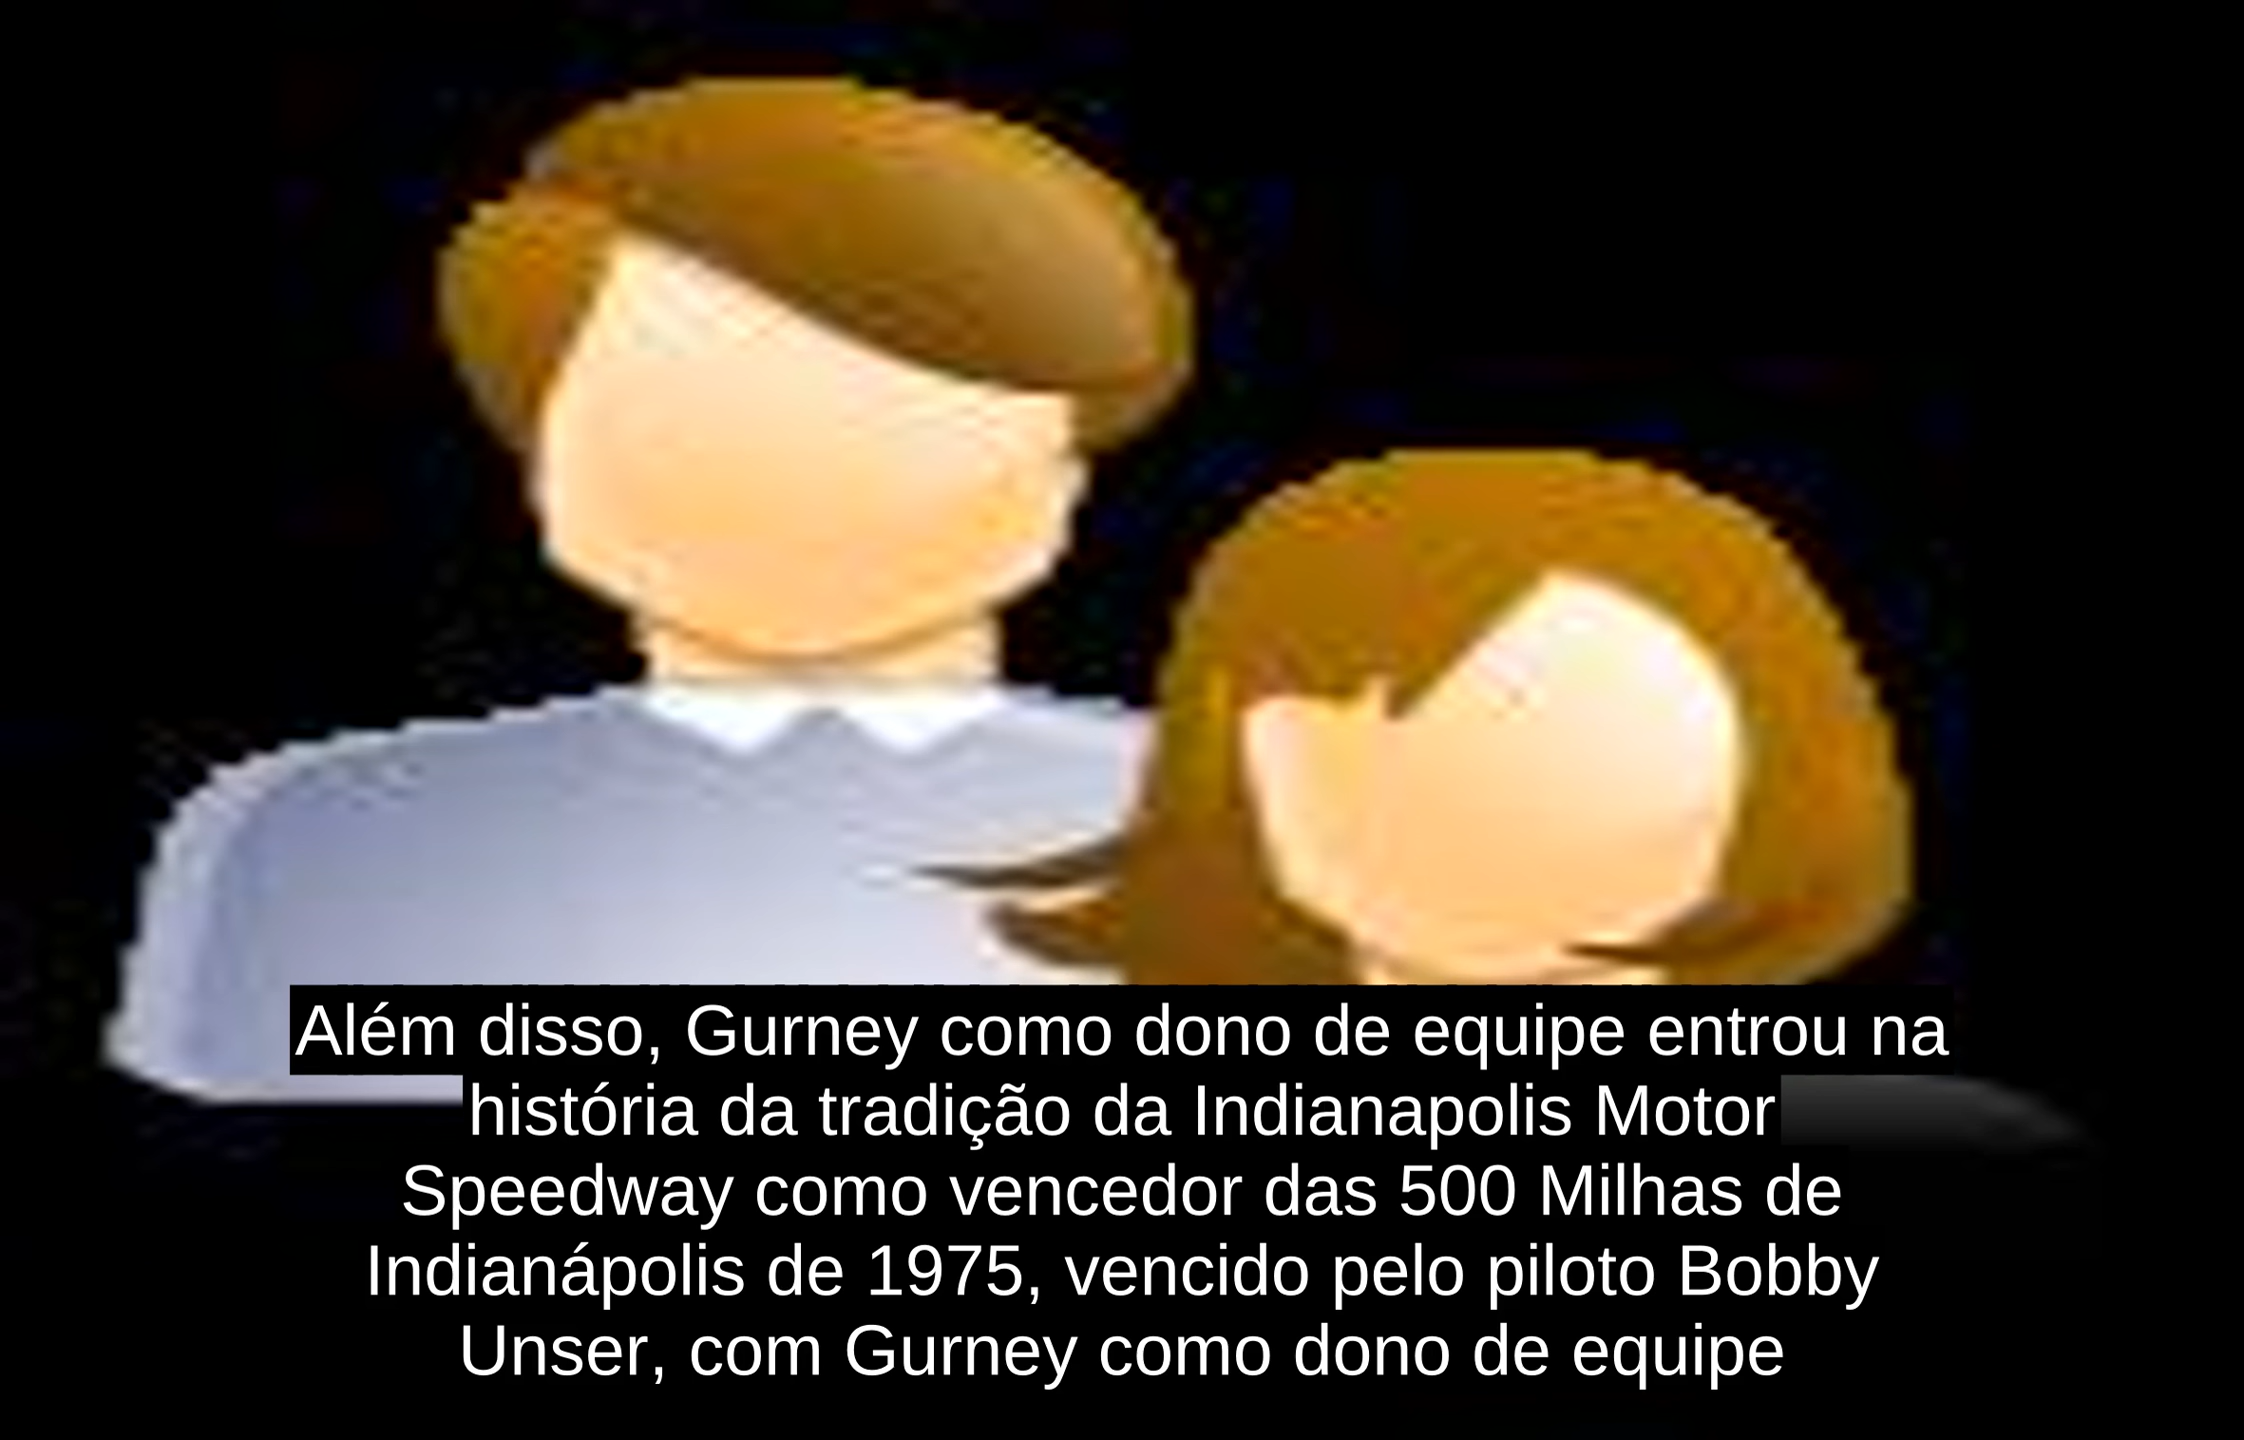 Além disso, Gurney como dono de equipe entrou na
história da tradição da Indianapolis Motor
Speedway como vencedor das 500 Milhas de
Indianápolis de 1975, vencido pelo piloto Bobby
Unser, com Gurney como dono de equipe